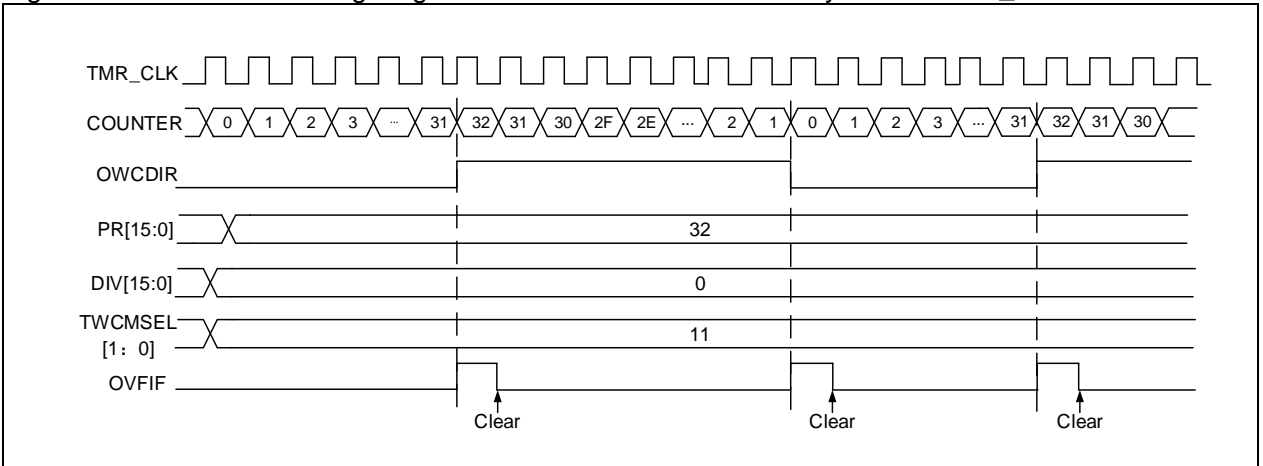 TMR_CLK
COUNTER 0 1 2 3 ... 31 32 31 30 2F 2E ... 2 1 0 1 2 3 ... 31 32 31 30
OWCDIR
PR[15:0] 32
DIV[15:0] 0
TWCMSEL
[1: 0] 11
OVFIF
Clear Clear Clear